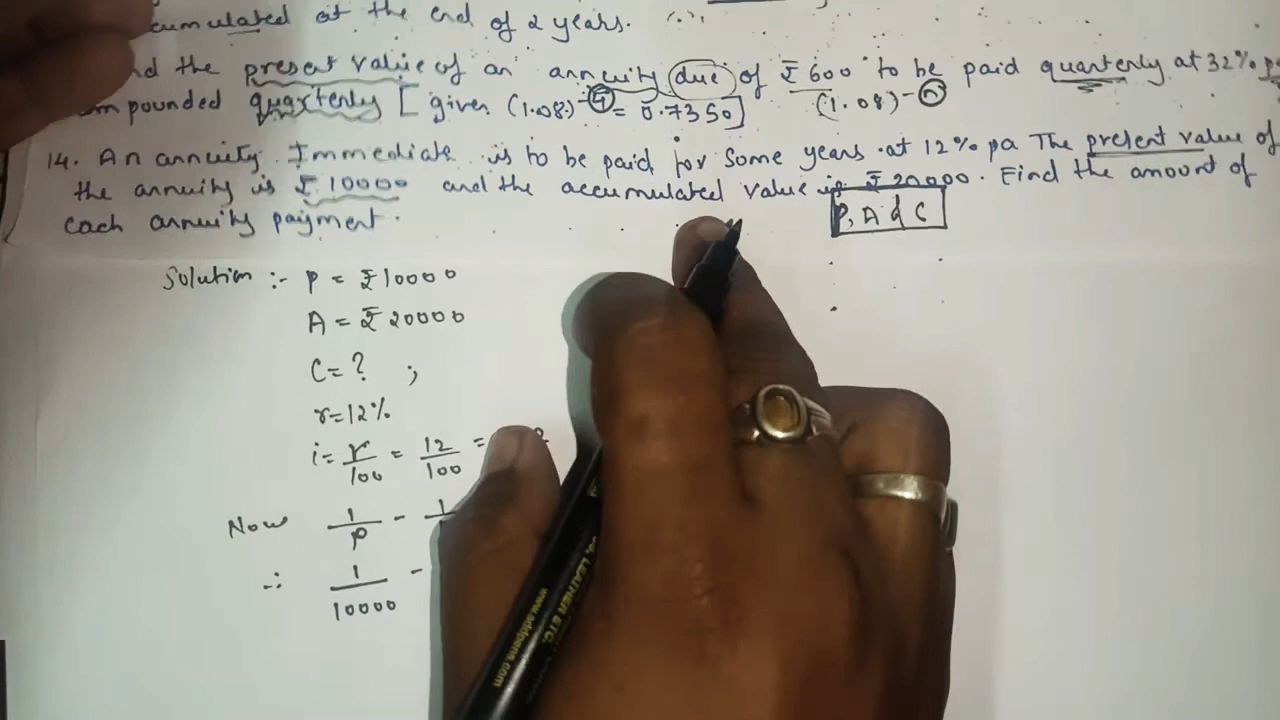 cumulated at the end of 2 years. ∴
nd the present value of an annuity due of ₹ 600 to be paid quarterly at 32% p
mpounded quarterly [ given (1.08)-4 = 0.7350] (1.08)-n
14. An annuity Immediate is to be paid for Some years at 12% pa The present value of
the annuity is ₹ 10000 and the accumulated value is ₹ 20000. Find the amount of
each annuity payment.
P, A & C
Solution :- P = ₹ 10000
A = ₹ 20000
C = ? ;
r = 12%
i = r/100 = 12/100 =
Now 1/P - 1
∴ 1/10000 -
LEATHER ETC.